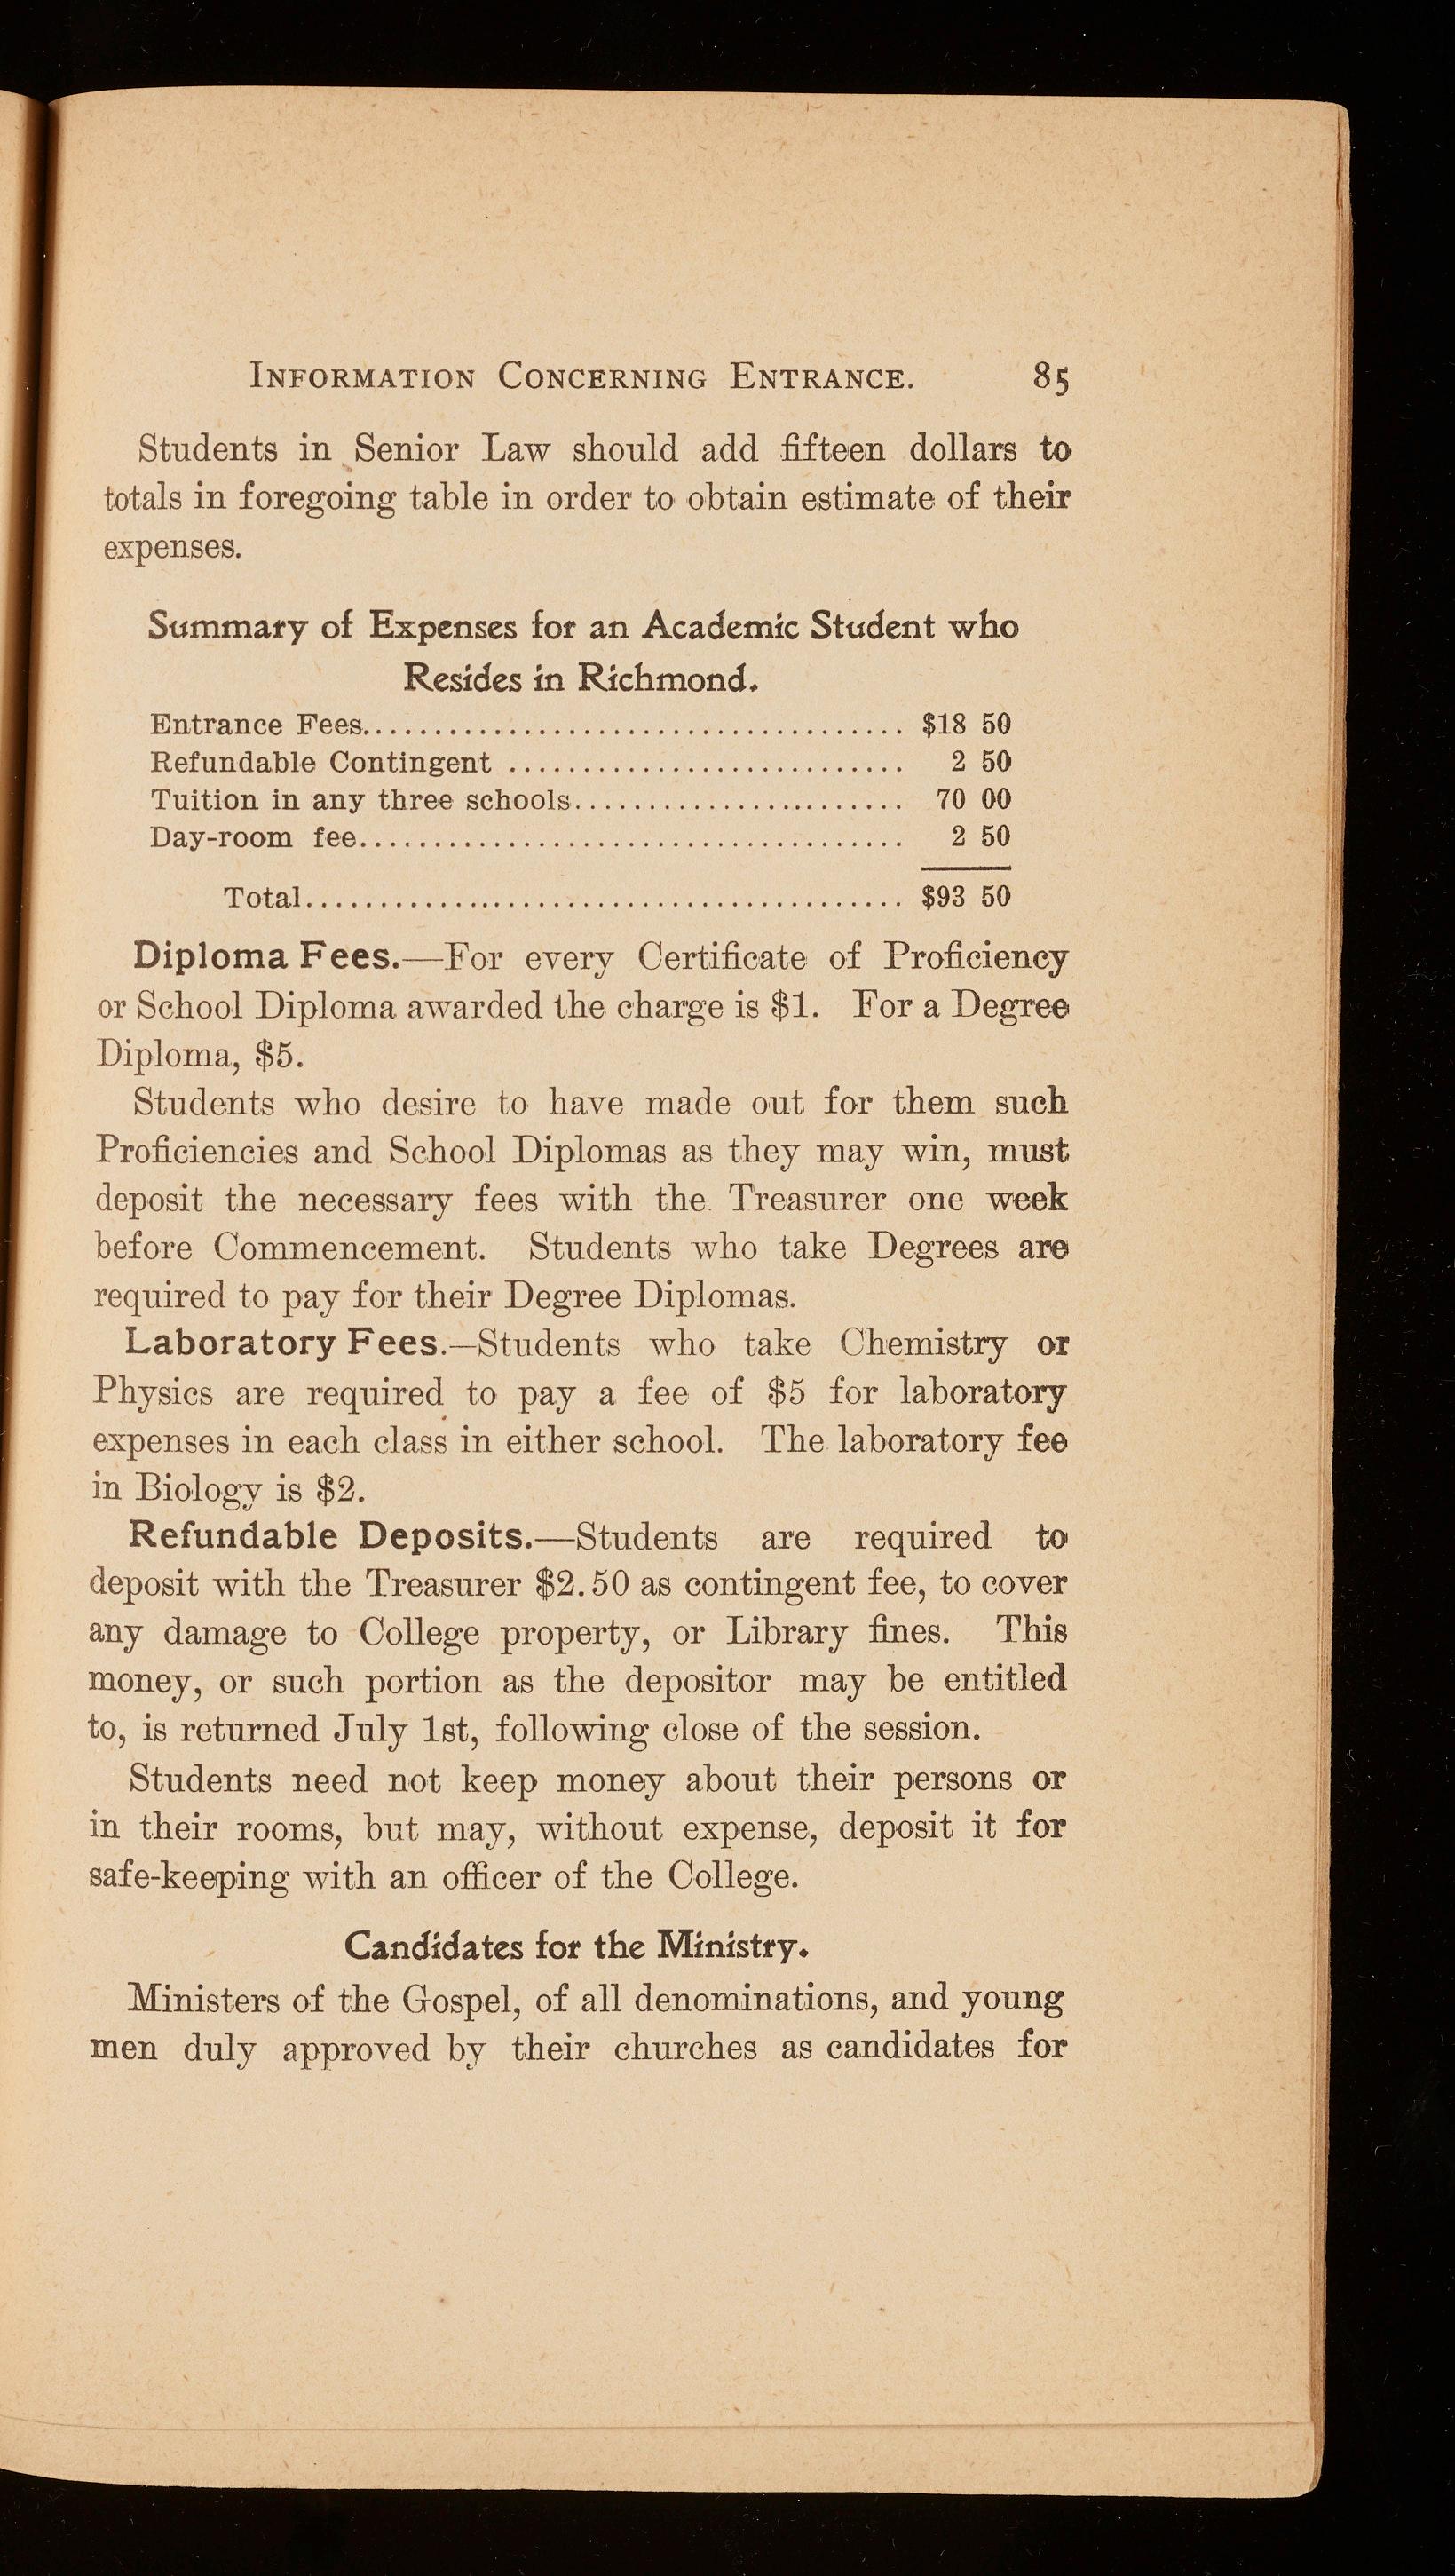 INFORMATION CONCERNING ENTRANCE. 85
Students in Senior Law should add fifteen dollars to
totals in foregoing table in order to obtain estimate of their
expenses.
Summary of Expenses for an Academic Student who
Resides in Richmond.
Entrance Fees...................................... $18 50
Refundable Contingent ........................... 2 50
Tuition in any three schools....................... 70 00
Day-room fee..................................... 2 50
Total......................................... $93 50
Diploma Fees.—For every Certificate of Proficiency
or School Diploma awarded the charge is $1. For a Degree
Diploma, $5.
Students who desire to have made out for them such
Proficiencies and School Diplomas as they may win, must
deposit the necessary fees with the Treasurer one week
before Commencement. Students who take Degrees are
required to pay for their Degree Diplomas.
Laboratory Fees.—Students who take Chemistry or
Physics are required to pay a fee of $5 for laboratory
expenses in each class in either school. The laboratory fee
in Biology is $2.
Refundable Deposits.—Students are required to
deposit with the Treasurer $2.50 as contingent fee, to cover
any damage to College property, or Library fines. This
money, or such portion as the depositor may be entitled
to, is returned July 1st, following close of the session.
Students need not keep money about their persons or
in their rooms, but may, without expense, deposit it for
safe-keeping with an officer of the College.
Candidates for the Ministry.
Ministers of the Gospel, of all denominations, and young
men duly approved by their churches as candidates for